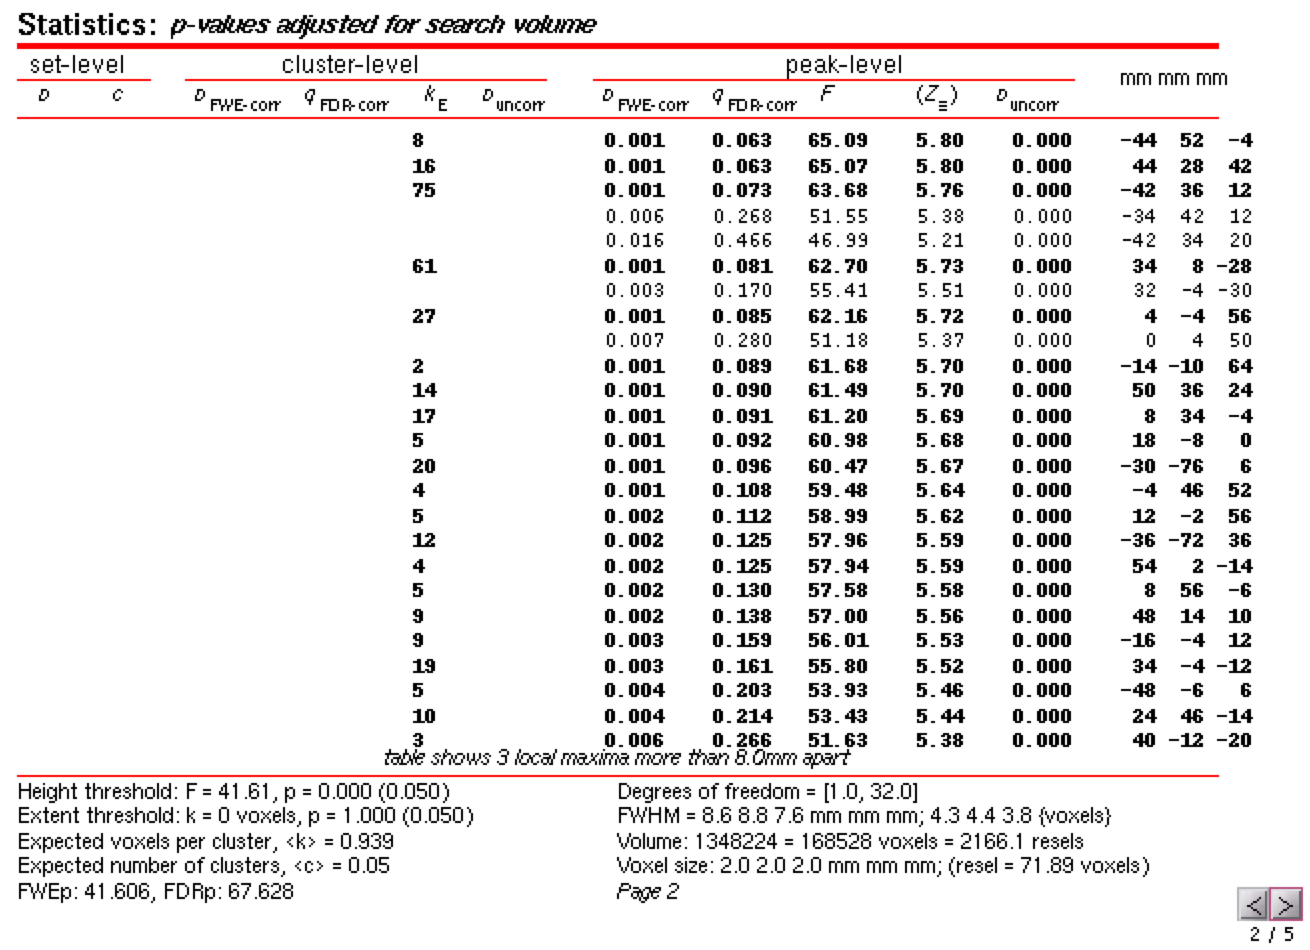 Statistics: p-values adjusted for search volume
set-level cluster-level peak-level mm mm mm
p c p FWE-corr q FDR-corr k E p uncorr p FWE-corr q FDR-corr F (Z≡) p uncorr
8 0.001 0.063 65.09 5.80 0.000 -44 52 -4
16 0.001 0.063 65.07 5.80 0.000 44 28 42
75 0.001 0.073 63.68 5.76 0.000 -42 36 12
0.006 0.268 51.55 5.38 0.000 -34 42 12
0.016 0.466 46.99 5.21 0.000 -42 34 20
61 0.001 0.081 62.70 5.73 0.000 34 8 -28
0.003 0.170 55.41 5.51 0.000 32 -4 -30
27 0.001 0.085 62.16 5.72 0.000 4 -4 56
0.007 0.280 51.18 5.37 0.000 0 4 50
2 0.001 0.089 61.68 5.70 0.000 -14 -10 64
14 0.001 0.090 61.49 5.70 0.000 50 36 24
17 0.001 0.091 61.20 5.69 0.000 8 34 -4
5 0.001 0.092 60.98 5.68 0.000 18 -8 0
20 0.001 0.096 60.47 5.67 0.000 -30 -76 6
4 0.001 0.108 59.48 5.64 0.000 -4 46 52
5 0.002 0.112 58.99 5.62 0.000 12 -2 56
12 0.002 0.125 57.96 5.59 0.000 -36 -72 36
4 0.002 0.125 57.94 5.59 0.000 54 2 -14
5 0.002 0.130 57.58 5.58 0.000 8 56 -6
9 0.002 0.138 57.00 5.56 0.000 48 14 10
9 0.003 0.159 56.01 5.53 0.000 -16 -4 12
19 0.003 0.161 55.80 5.52 0.000 34 -4 -12
5 0.004 0.203 53.93 5.46 0.000 -48 -6 6
10 0.004 0.214 53.43 5.44 0.000 24 46 -14
3 0.006 0.266 51.63 5.38 0.000 40 -12 -20
table shows 3 local maxima more than 8.0mm apart
Height threshold: F = 41.61, p = 0.000 (0.050) Degrees of freedom = [1.0, 32.0]
Extent threshold: k = 0 voxels, p = 1.000 (0.050) FWHM = 8.6 8.8 7.6 mm mm mm; 4.3 4.4 3.8 {voxels}
Expected voxels per cluster, <k> = 0.939 Volume: 1348224 = 168528 voxels = 2166.1 resels
Expected number of clusters, <c> = 0.05 Voxel size: 2.0 2.0 2.0 mm mm mm; (resel = 71.89 voxels)
FWEp: 41.606, FDRp: 67.628 Page 2
< >
2 / 5